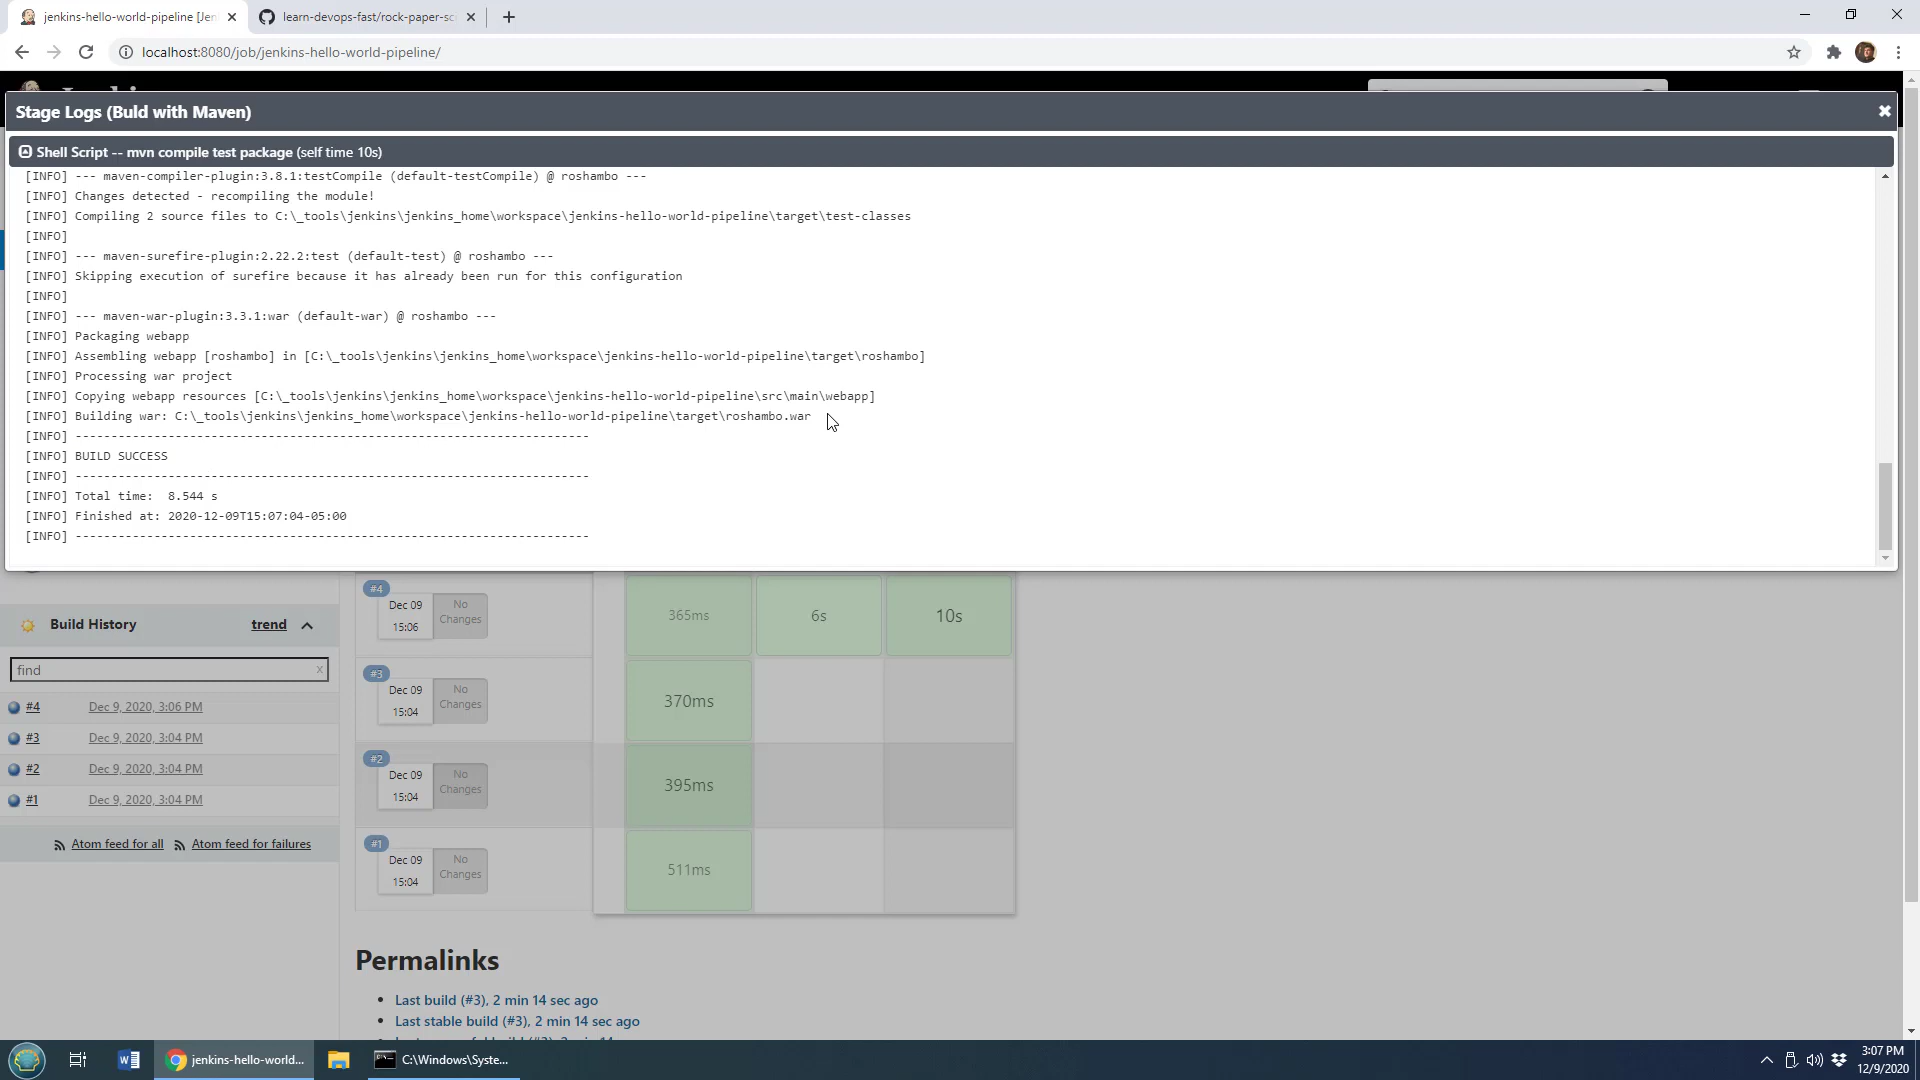 jenkins-hello-world-pipeline [Jen
learn-devops-fast/rock-paper-sc
localhost:8080/job/jenkins-hello-world-pipeline/
Stage Logs (Buld with Maven)
Shell Script -- mvn compile test package (self time 10s)
[INFO] --- maven-compiler-plugin:3.8.1:testCompile (default-testCompile) @ roshambo ---
[INFO] Changes detected - recompiling the module!
[INFO] Compiling 2 source files to C:\_tools\jenkins\jenkins_home\workspace\jenkins-hello-world-pipeline\target\test-classes
[INFO]
[INFO] --- maven-surefire-plugin:2.22.2:test (default-test) @ roshambo ---
[INFO] Skipping execution of surefire because it has already been run for this configuration
[INFO]
[INFO] --- maven-war-plugin:3.3.1:war (default-war) @ roshambo ---
[INFO] Packaging webapp
[INFO] Assembling webapp [roshambo] in [C:\_tools\jenkins\jenkins_home\workspace\jenkins-hello-world-pipeline\target\roshambo]
[INFO] Processing war project
[INFO] Copying webapp resources [C:\_tools\jenkins\jenkins_home\workspace\jenkins-hello-world-pipeline\src\main\webapp]
[INFO] Building war: C:\_tools\jenkins\jenkins_home\workspace\jenkins-hello-world-pipeline\target\roshambo.war
[INFO] ------------------------------------------------------------------------
[INFO] BUILD SUCCESS
[INFO] ------------------------------------------------------------------------
[INFO] Total time:  8.544 s
[INFO] Finished at: 2020-12-09T15:07:04-05:00
[INFO] ------------------------------------------------------------------------
Build History
trend
find
x
#4 Dec 9, 2020, 3:06 PM
#3 Dec 9, 2020, 3:04 PM
#2 Dec 9, 2020, 3:04 PM
#1 Dec 9, 2020, 3:04 PM
Atom feed for all
Atom feed for failures
#4
Dec 09
15:06
No
Changes
365ms
6s
10s
#3
Dec 09
15:04
No
Changes
370ms
#2
Dec 09
15:04
No
Changes
395ms
#1
Dec 09
15:04
No
Changes
511ms
Permalinks
Last build (#3), 2 min 14 sec ago
Last stable build (#3), 2 min 14 sec ago
jenkins-hello-world...
C:\Windows\Syste...
3:07 PM
12/9/2020